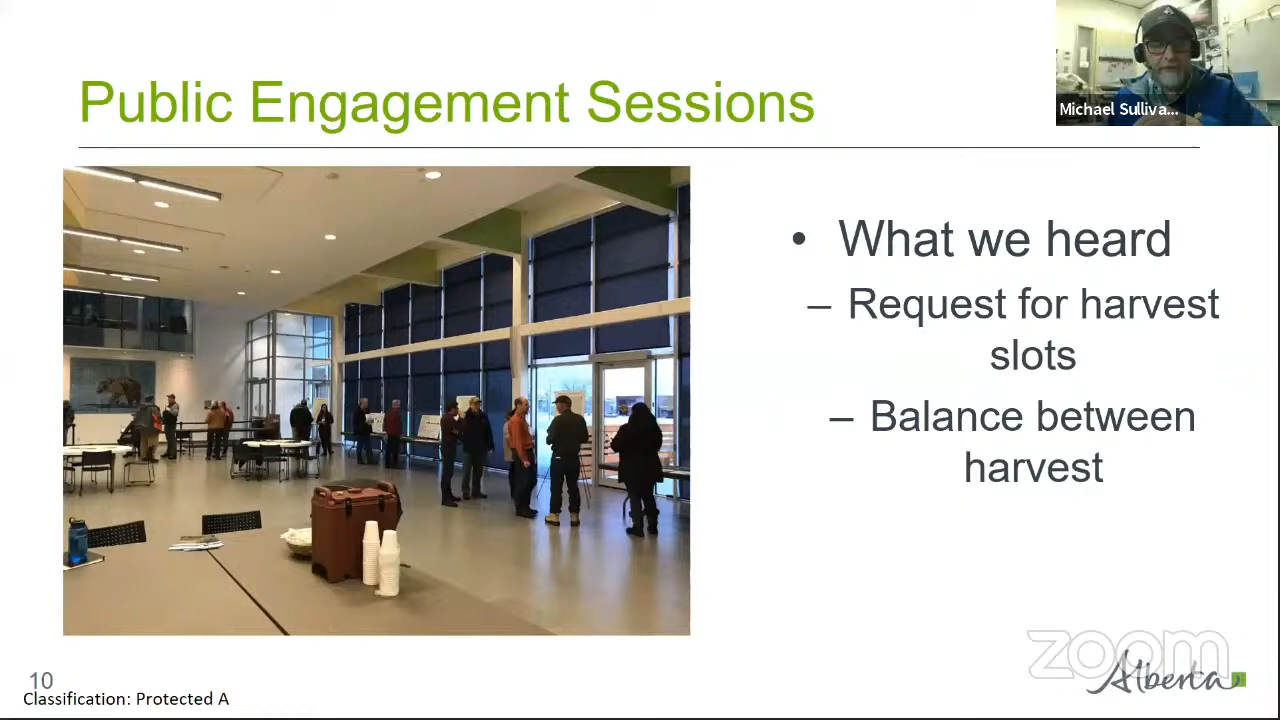 Public Engagement Sessions
Michael Sulliva...
• What we heard
– Request for harvest
slots
– Balance between
harvest
zoom
Alberta
10
Classification: Protected A